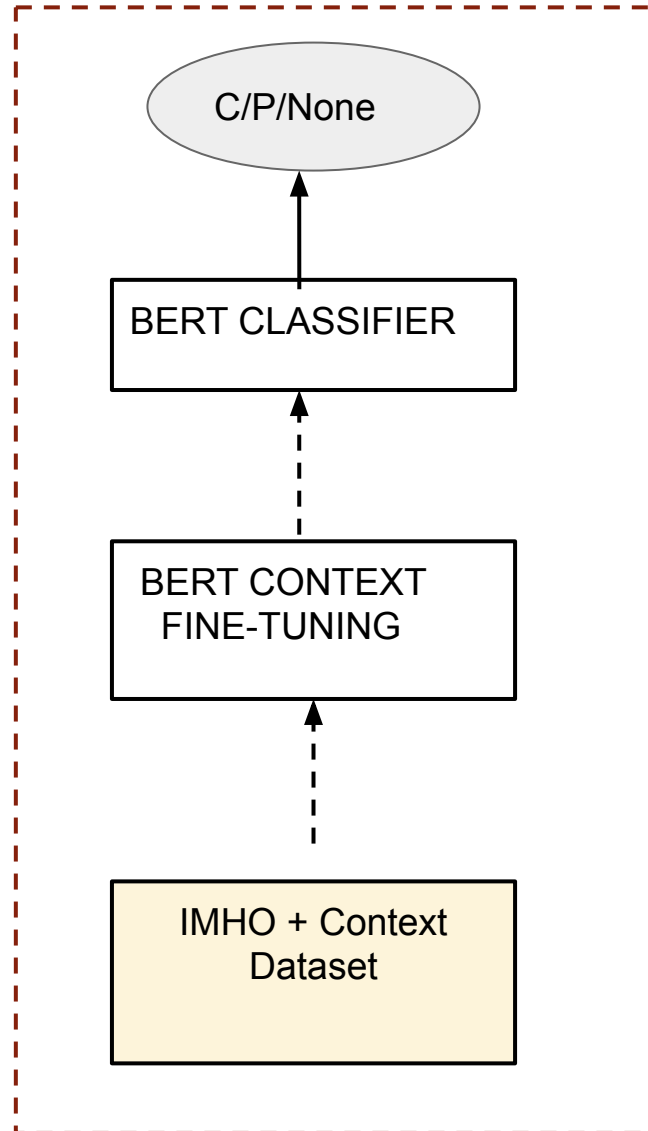 C/P/None
BERT CLASSIFIER
BERT CONTEXT
FINE-TUNING
IMHO + Context
Dataset